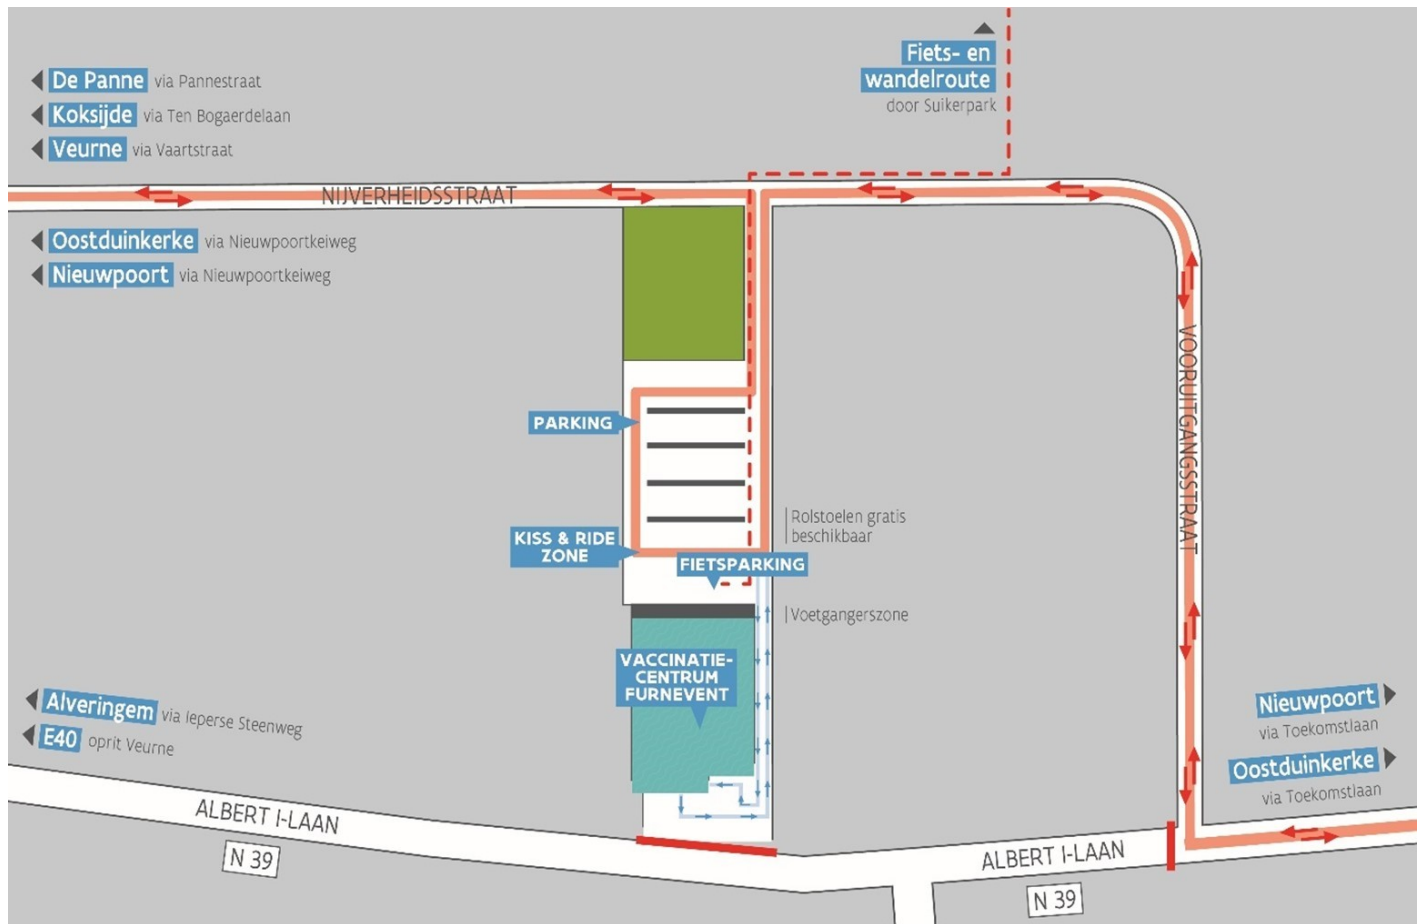 Fiets- en
wandelroute
door Suikerpark
De Panne via Pannestraat
Koksijde via Ten Bogaerdelaan
Veurne via Vaartstraat
NIJVERHEIDSSTRAAT
Oostduinkerke via Nieuwpoortkeiweg
Nieuwpoort via Nieuwpoortkeiweg
VOORUITGANGSSTRAAT
PARKING
Rolstoelen gratis
beschikbaar
KISS & RIDE
ZONE
FIETSPARKING
Voetgangerszone
VACCINATIE-
CENTRUM
FURNEVENT
Alveringem via Ieperse Steenweg
E40 oprit Veurne
Nieuwpoort
via Toekomstlaan
Oostduinkerke
via Toekomstlaan
ALBERT I-LAAN
N 39
ALBERT I-LAAN
N 39